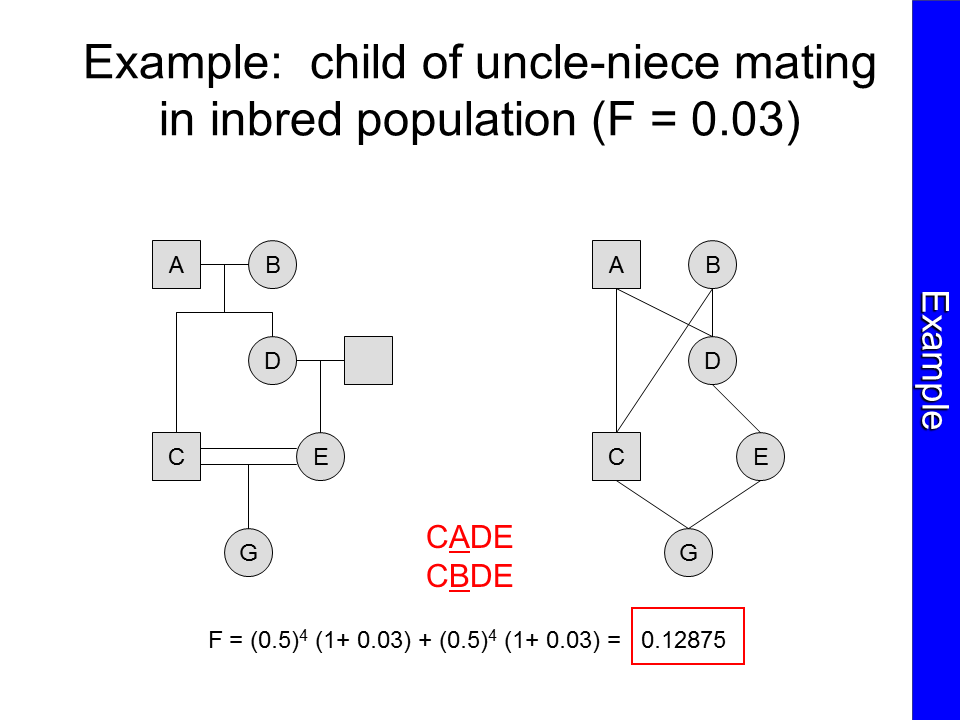 Example:  child of uncle-niece mating
in inbred population (F = 0.03)
Example
A B A B
D D
C E C E
G G
CADE
CBDE
F = (0.5)⁴ (1+ 0.03) + (0.5)⁴ (1+ 0.03) = 0.12875